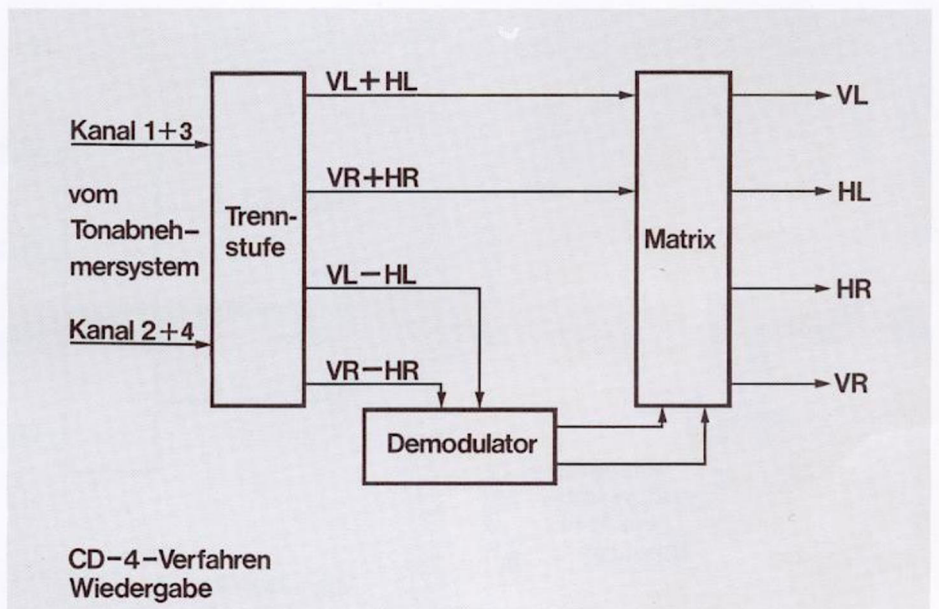 Kanal 1+3
vom
Tonabneh-
mersystem
Kanal 2+4
Trenn-
stufe
VL+HL
VR+HR
VL-HL
VR-HR
Demodulator
Matrix
VL
HL
HR
VR
CD-4-Verfahren
Wiedergabe